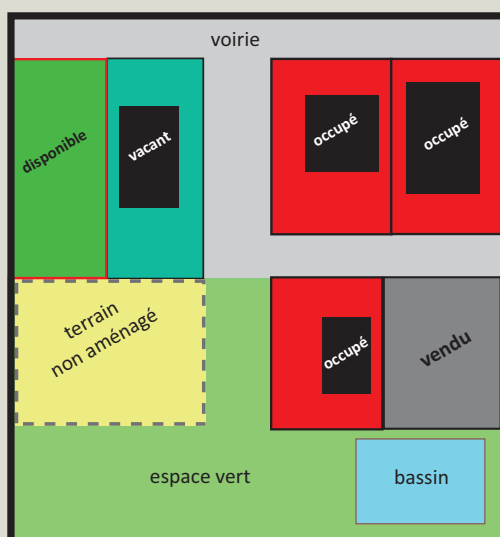 voirie
disponible
vacant
occupé
occupé
terrain
non aménagé
occupé
vendu
espace vert
bassin